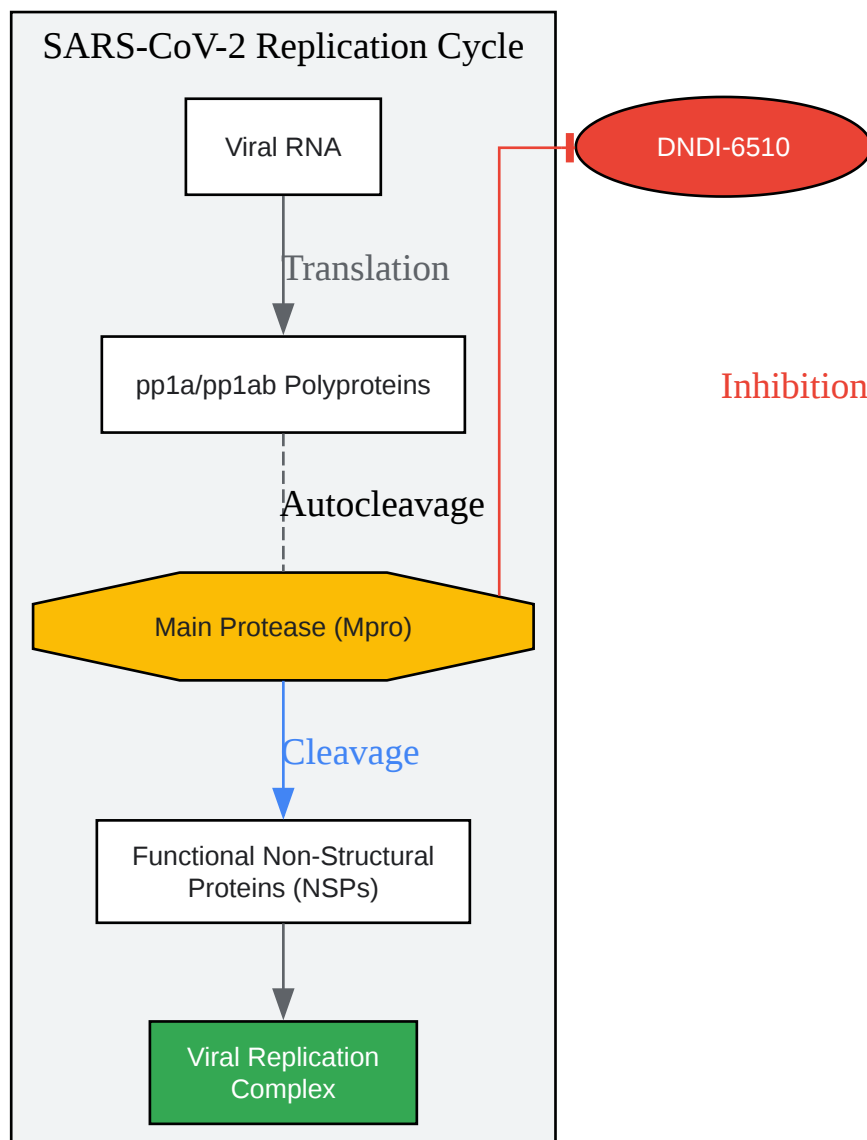 SARS-CoV-2 Replication Cycle
Viral RNA
DNDI-6510
Translation
pp1a/pp1ab Polyproteins
Inhibition
Autocleavage
Main Protease (Mpro)
Cleavage
Functional Non-Structural
Proteins (NSPs)
Viral Replication
Complex